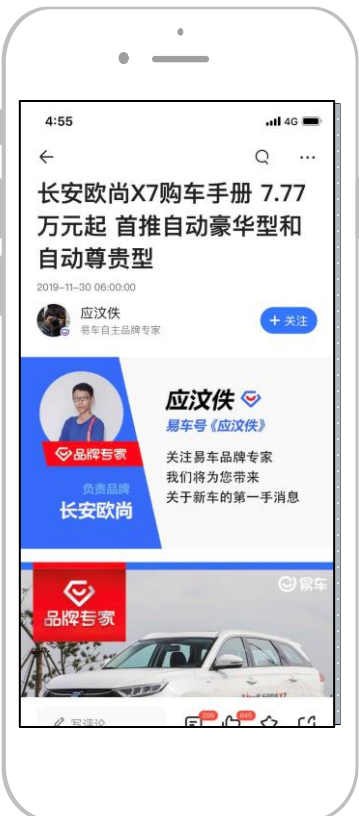 4:55
4G
长安欧尚X7购车手册 7.77
万元起 首推自动豪华型和
自动尊贵型
2019-11-30 06:00:00
应汶佚
易车自主品牌专家
+ 关注
应汶佚
易车号《应汶佚》
品牌专家
关注易车品牌专家
我们将为您带来
关于新车的第一手消息
负责品牌
长安欧尚
易车
品牌专家
写评论
299
645